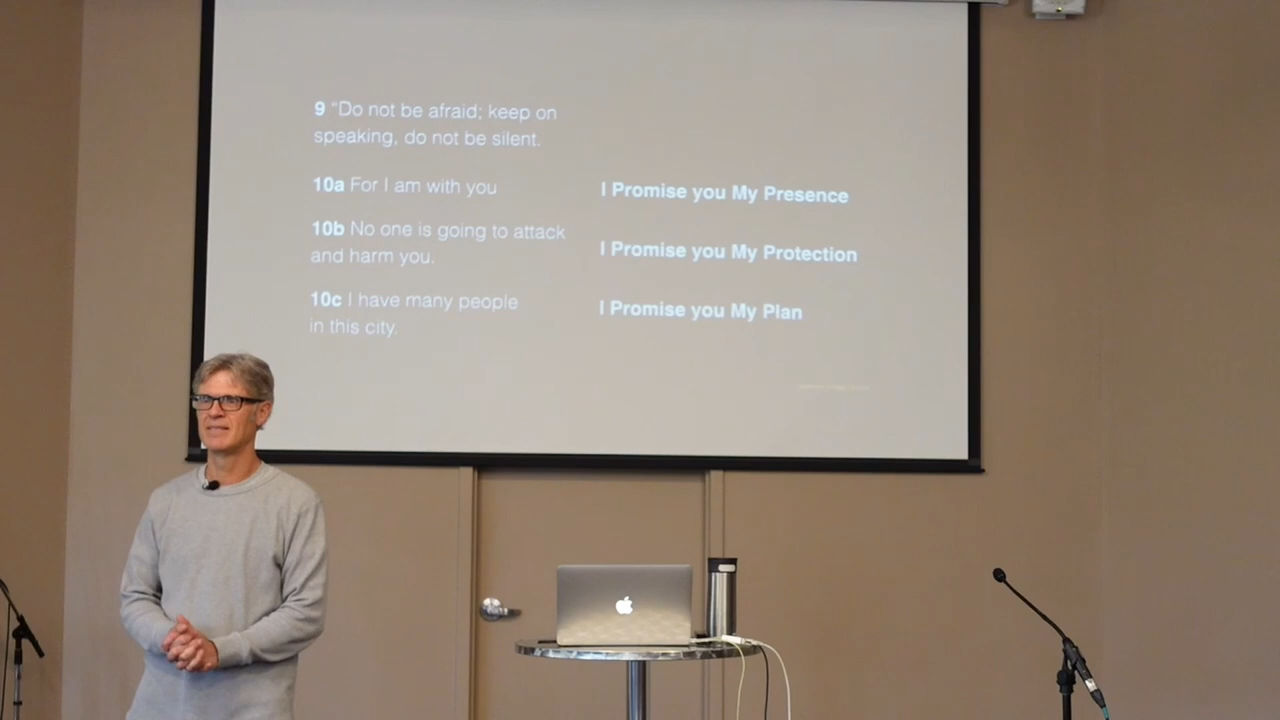 9 “Do not be afraid; keep on
speaking, do not be silent.
10a For I am with you
I Promise you My Presence
10b No one is going to attack
and harm you.
I Promise you My Protection
10c I have many people
in this city.
I Promise you My Plan